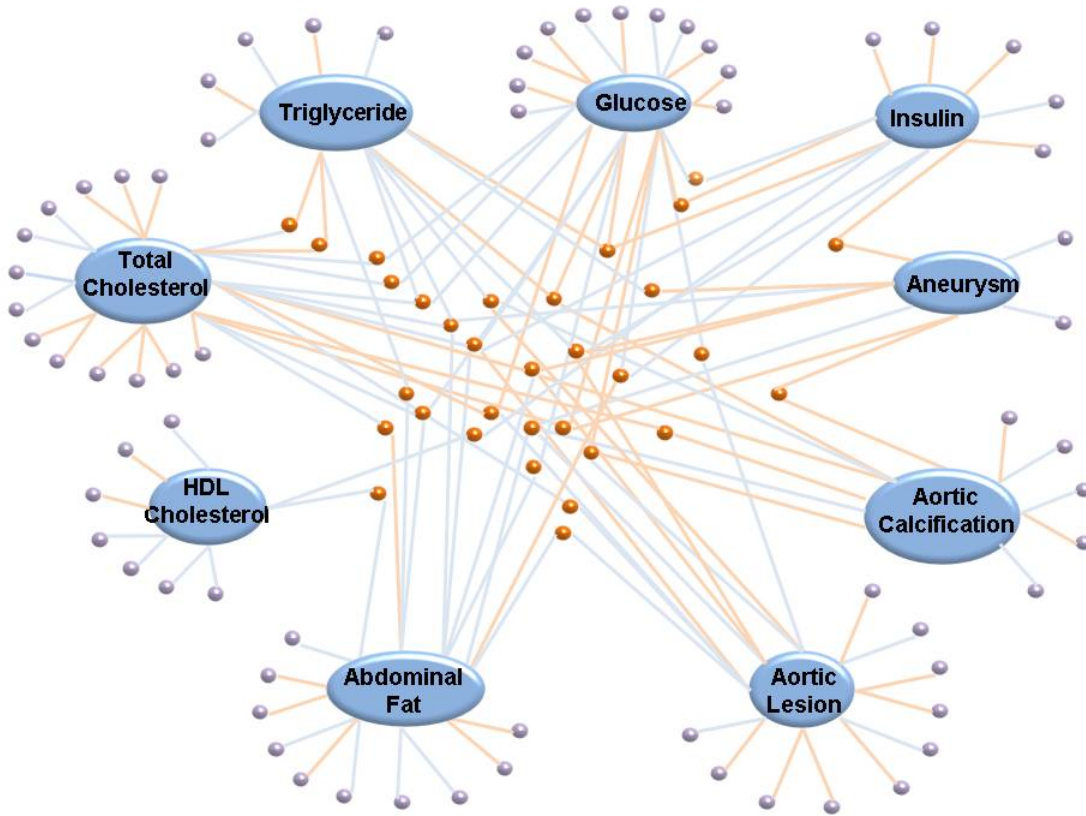 Triglyceride
Glucose
Insulin
Total
Cholesterol
Aneurysm
HDL
Cholesterol
Aortic
Calcification
Abdominal
Fat
Aortic
Lesion